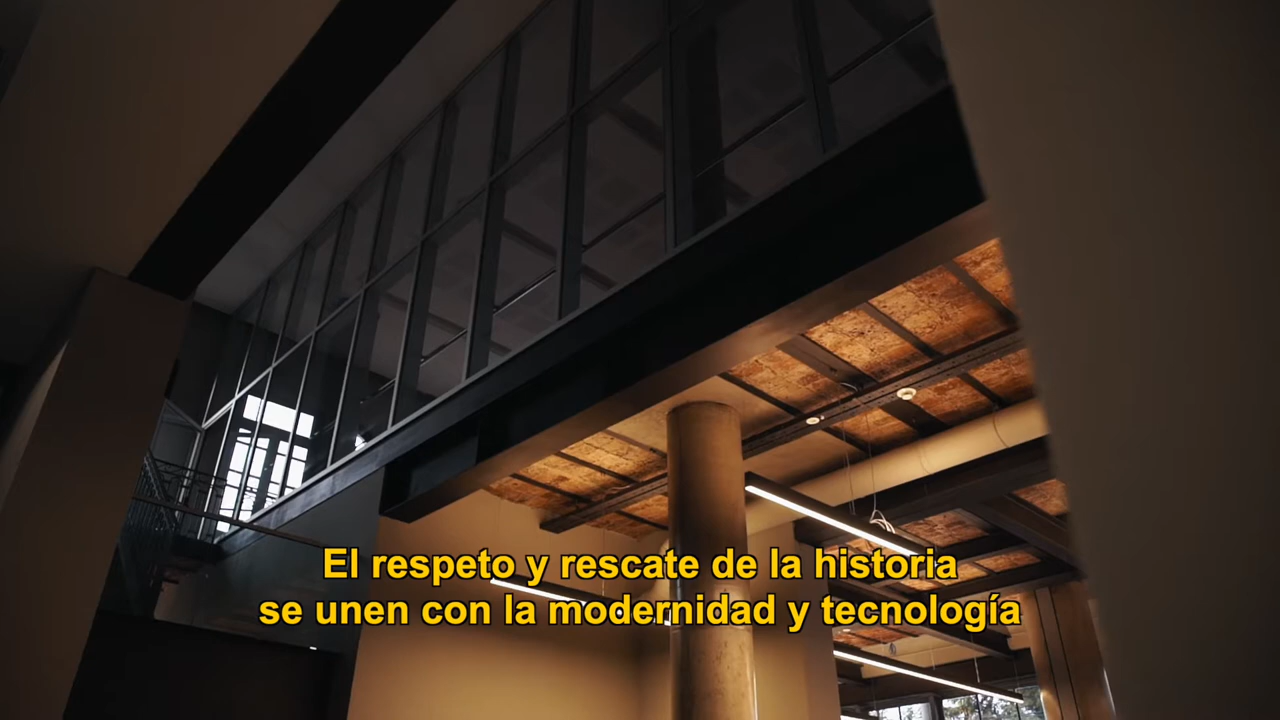 El respeto y rescate de la historia
se unen con la modernidad y tecnología